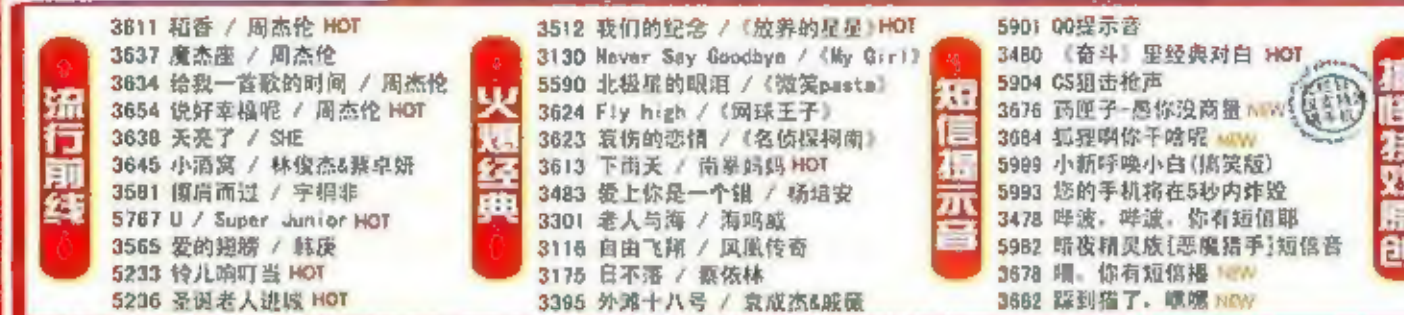 流行前线
3611 稻香 / 周杰伦 HOT
3637 魔杰座 / 周杰伦
3634 给我一首歌的时间 / 周杰伦
3654 说好幸福呢 / 周杰伦 HOT
3638 天亮了 / SHE
3645 小酒窝 / 林俊杰&蔡卓妍
3581 擦肩而过 / 宇桐非
5767 U / Super Junior HOT
3565 爱的翅膀 / 韩庚
5233 铃儿响叮当 HOT
5236 圣诞老人进城 HOT
火爆经典
3512 我们的纪念 / 《放养的星星》HOT
3130 Never Say Goodbye / 《My Girl》
5590 北极星的眼泪 / 《微笑pasta》
3624 Fly high / 《网球王子》
3623 哀伤的恋情 / 《名侦探柯南》
3613 下雨天 / 南拳妈妈 HOT
3483 爱上你是一个错 / 杨培安
3301 老人与海 / 海鸣威
3116 自由飞翔 / 凤凰传奇
3175 日不落 / 蔡依林
3395 外滩十八号 / 袁成杰&戚薇
短信提示音
5901 QQ提示音
3480 《奋斗》里经典对白 HOT
5904 CS狙击枪声
3676 药匣子-愚你没商量 NEW
3684 狐狸啊你干啥呢 NEW
5989 小新呼唤小白(搞笑版)
5993 您的手机将在5秒内炸毁
3478 哔波,哔波,你有短信耶
5982 暗夜精灵族[恶魔猎手]短信音
3678 喂,你有短信福 NEW
3682 踩到猫了,嘿嘿 NEW
搞怪特效原创